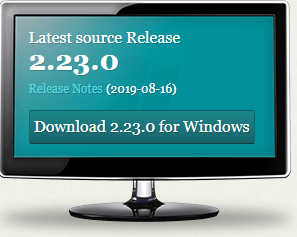 Latest source Release
2.23.0
Release Notes (2019-08-16)
Download 2.23.0 for Windows